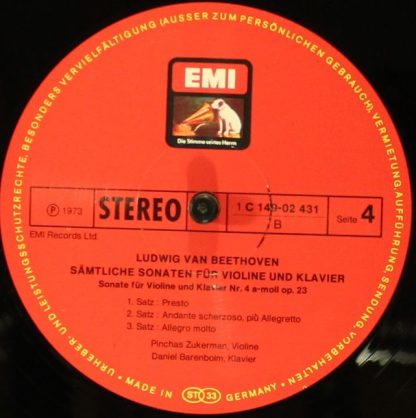 URHEBER- UND LEISTUNGSSCHUTZRECHTE, BESONDERS VERVIELFÄLTIGUNG (AUSSER ZUM PERSÖNLICHEN GEBRAUCH), VERMIETUNG, AUFFÜHRUNG, SENDUNG, VORBEHALTEN
EMI
Die Stimme seines Herrn
Ⓟ 1973
STEREO
1 C 149-02 431
B
Seite 4
EMI Records Ltd.
LUDWIG VAN BEETHOVEN
SÄMTLICHE SONATEN FÜR VIOLINE UND KLAVIER
Sonate für Violine und Klavier Nr. 4 a-moll op. 23
1. Satz: Presto
2. Satz: Andante scherzoso, più Allegretto
3. Satz: Allegro molto
Pinchas Zukerman, Violine
Daniel Barenboim, Klavier
• MADE IN STEREO 33 GERMANY •